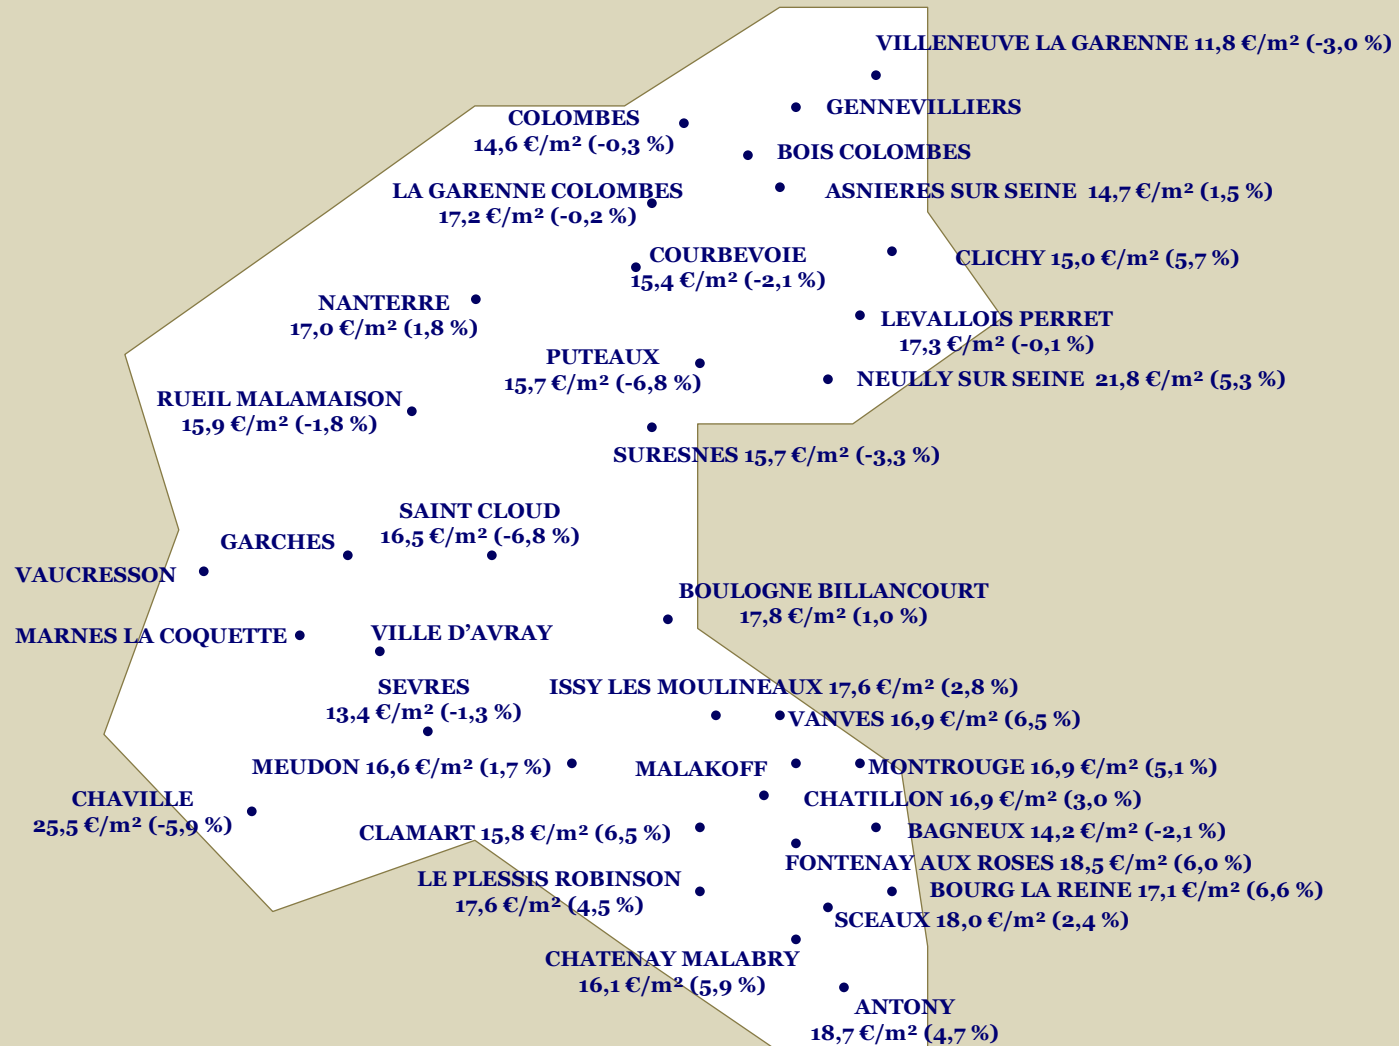 VILLENEUVE LA GARENNE 11,8 €/m² (-3,0 %)
GENNEVILLIERS
COLOMBES
14,6 €/m² (-0,3 %)
BOIS COLOMBES
LA GARENNE COLOMBES
17,2 €/m² (-0,2 %)
ASNIERES SUR SEINE 14,7 €/m² (1,5 %)
COURBEVOIE
15,4 €/m² (-2,1 %)
CLICHY 15,0 €/m² (5,7 %)
NANTERRE
17,0 €/m² (1,8 %)
LEVALLOIS PERRET
17,3 €/m² (-0,1 %)
PUTEAUX
15,7 €/m² (-6,8 %)
NEULLY SUR SEINE 21,8 €/m² (5,3 %)
RUEIL MALAMAISON
15,9 €/m² (-1,8 %)
SURESNES 15,7 €/m² (-3,3 %)
SAINT CLOUD
16,5 €/m² (-6,8 %)
GARCHES
VAUCRESSON
BOULOGNE BILLANCOURT
17,8 €/m² (1,0 %)
MARNES LA COQUETTE
VILLE D'AVRAY
SEVRES
13,4 €/m² (-1,3 %)
ISSY LES MOULINEAUX 17,6 €/m² (2,8 %)
VANVES 16,9 €/m² (6,5 %)
MEUDON 16,6 €/m² (1,7 %)
MALAKOFF
MONTROUGE 16,9 €/m² (5,1 %)
CHAVILLE
25,5 €/m² (-5,9 %)
CHATILLON 16,9 €/m² (3,0 %)
CLAMART 15,8 €/m² (6,5 %)
BAGNEUX 14,2 €/m² (-2,1 %)
FONTENAY AUX ROSES 18,5 €/m² (6,0 %)
LE PLESSIS ROBINSON
17,6 €/m² (4,5 %)
BOURG LA REINE 17,1 €/m² (6,6 %)
SCEAUX 18,0 €/m² (2,4 %)
CHATENAY MALABRY
16,1 €/m² (5,9 %)
ANTONY
18,7 €/m² (4,7 %)